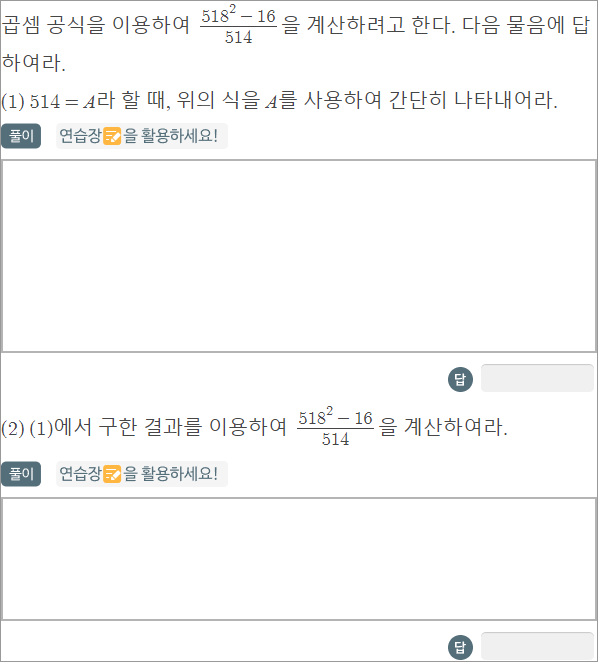 곱셈 공식을 이용하여 $\frac{518^2-16}{514}$을 계산하려고 한다. 다음 물음에 답
하여라.
(1) 514 = A라 할 때, 위의 식을 A를 사용하여 간단히 나타내어라.
풀이 연습장을 활용하세요!
답
(2) (1)에서 구한 결과를 이용하여 $\frac{518^2-16}{514}$을 계산하여라.
풀이 연습장을 활용하세요!
답